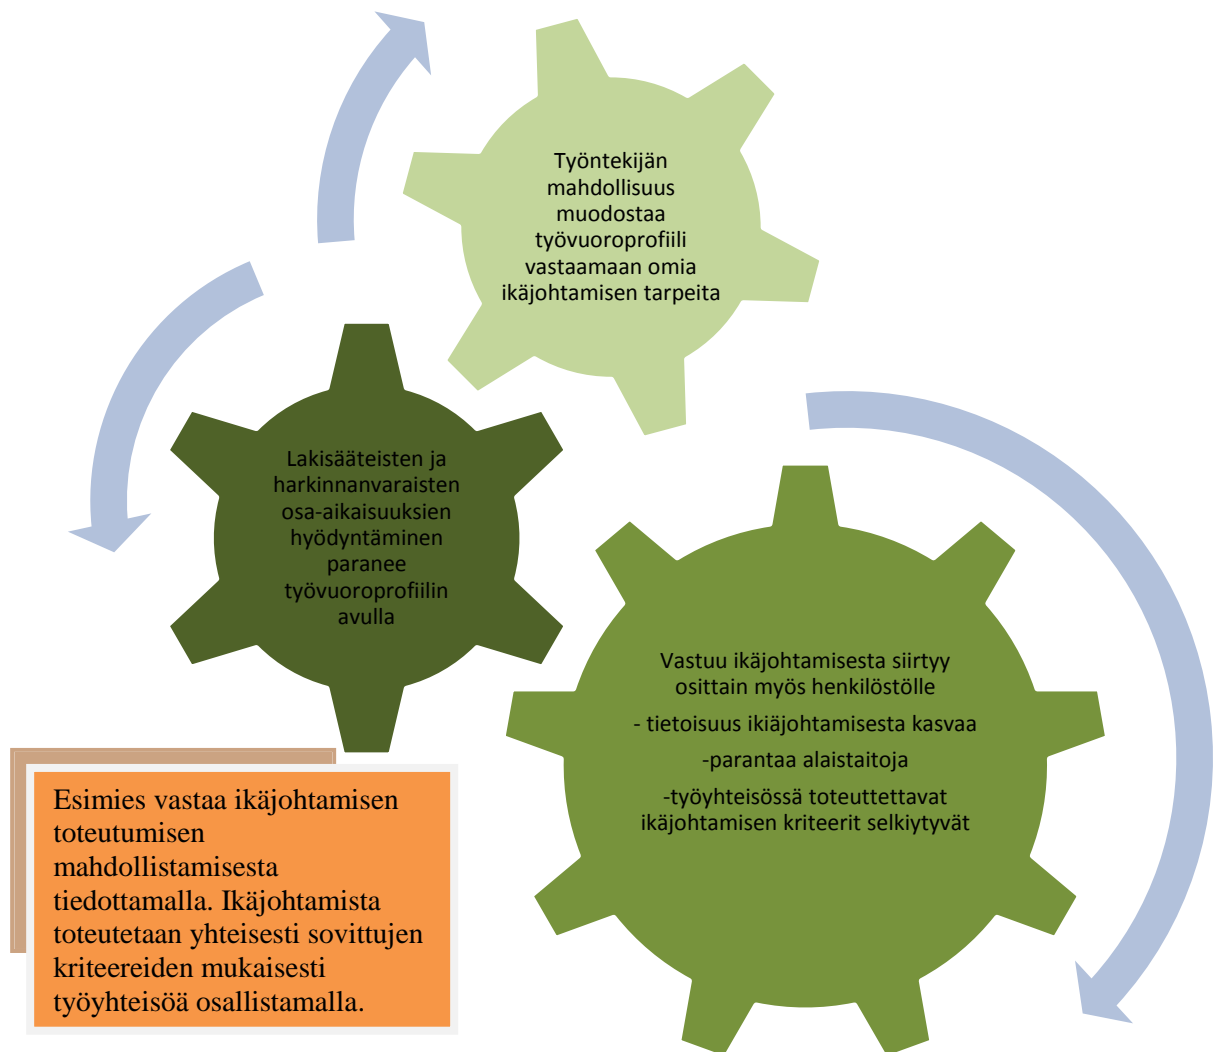 Työntekijän
mahdollisuus
muodostaa
työvuoroprofiili
vastaamaan omia
ikäjohtamisen tarpeita
Lakisääteisten ja
harkinnanvaraisten
osa-aikaisuuksien
hyödyntäminen
paranee
työvuoroprofiilin
avulla
Vastuu ikäjohtamisesta siirtyy
osittain myös henkilöstölle
- tietoisuus ikiäjohtamisesta kasvaa
-parantaa alaistaitoja
-työyhteisössä toteuttettavat
ikäjohtamisen kriteerit selkiytyvät
Esimies vastaa ikäjohtamisen
toteutumisen
mahdollistamisesta
tiedottamalla. Ikäjohtamista
toteutetaan yhteisesti sovittujen
kriteereiden mukaisesti
työyhteisöä osallistamalla.